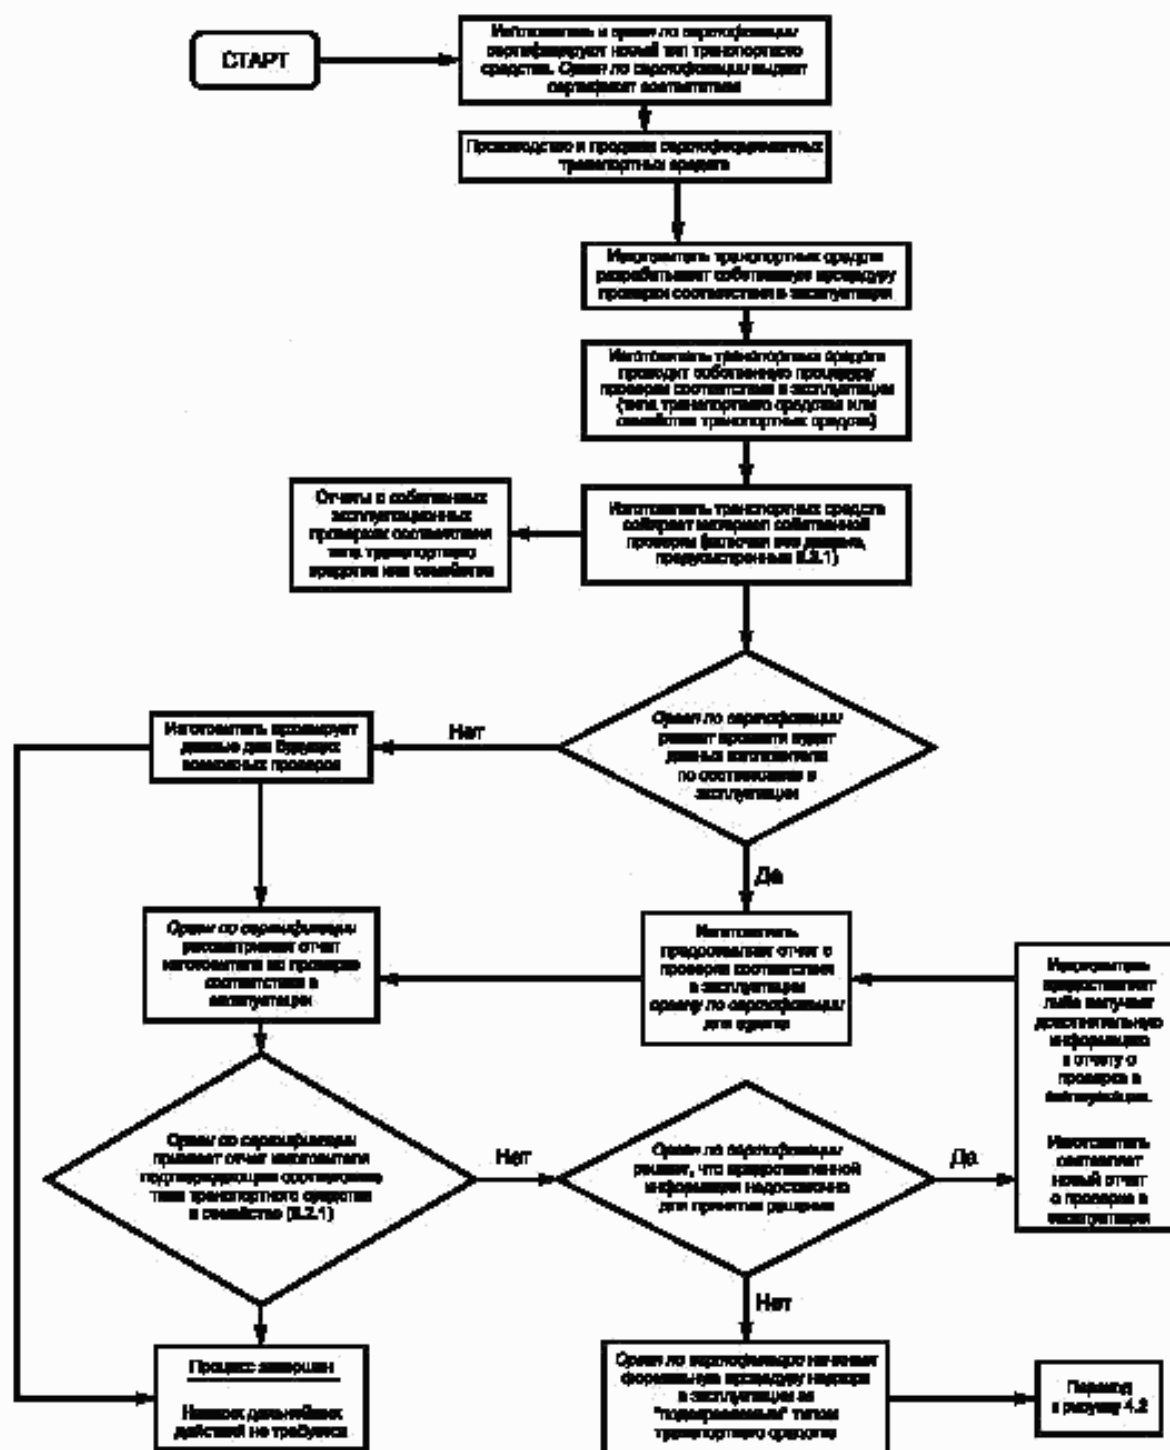 СТАРТ
Изготовитель и орган по сертификации
сертифицируют новый тип транспортного
средства. Орган по сертификации выдает
сертификат соответствия
Производство и продажа сертифицированных
транспортных средств
Изготовитель транспортных средств
разрабатывает собственную процедуру
проверки соответствия в эксплуатации
Изготовитель транспортных средств
проводит собственную процедуру
проверки соответствия в эксплуатации
(типа транспортного средства или
семейства транспортных средств)
Отчеты о собственных
эксплуатационных
проверках соответствия
типа транспортного
средства или семейства
Изготовитель транспортных средств
собирает материал собственной
проверки (включая все данные,
предусмотренные 8.2.1)
Орган по сертификации
решает провести аудит
данных изготовителя
по соответствию в
эксплуатации
Нет
Изготовитель архивирует
данные для будущих
возможных проверок
Да
Орган по сертификации
рассматривает отчет
изготовителя по проверке
соответствия в
эксплуатации
Изготовитель
предоставляет отчет о
проверке соответствия
в эксплуатации
органу по сертификации
для аудита
Изготовитель
предоставляет
либо получает
дополнительную
информацию
к отчету о
проверке в
эксплуатации.
Изготовитель
составляет
новый отчет
о проверке в
эксплуатации
Орган по сертификации
признает отчет изготовителя
подтверждающим соответствие
типа транспортного средства
в семействе (8.2.1)
Нет
Орган по сертификации
решает, что предоставленной
информации недостаточно
для принятия решения
Да
Нет
Процесс завершен
Никаких дальнейших
действий не требуется
Орган по сертификации начинает
формальную процедуру надзора
в эксплуатации за
"подозреваемым" типом
транспортного средства
Переход
к рисунку 4.2